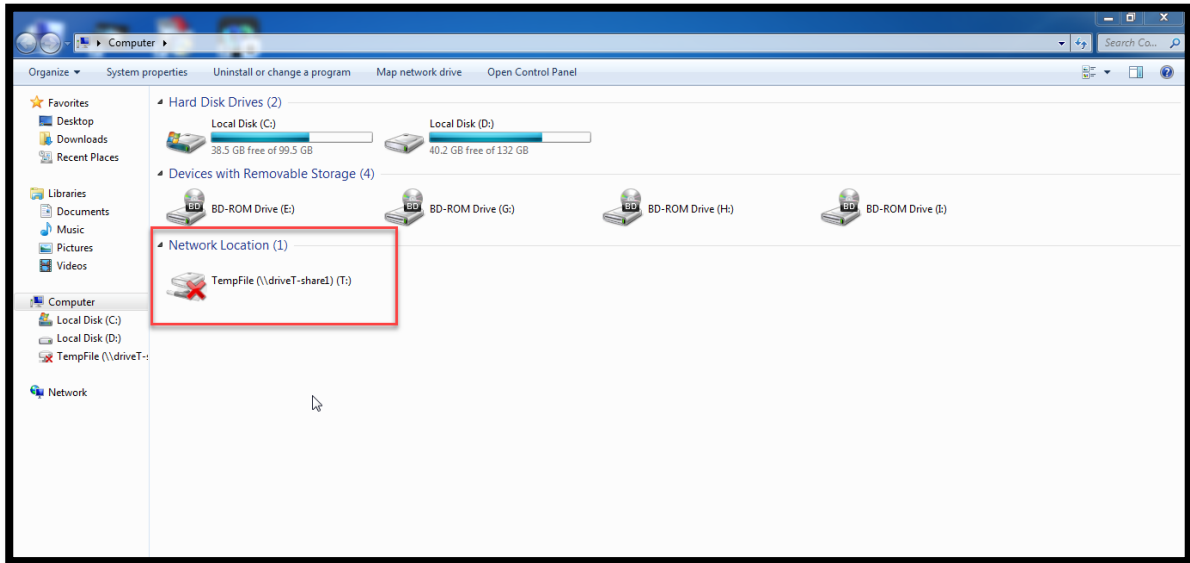 Computer
Search Co...
Organize System properties Uninstall or change a program Map network drive Open Control Panel
Favorites
Desktop
Downloads
Recent Places
Libraries
Documents
Music
Pictures
Videos
Computer
Local Disk (C:)
Local Disk (D:)
TempFile (\\driveT-s
Network
Hard Disk Drives (2)
Local Disk (C:)
38.5 GB free of 99.5 GB
Local Disk (D:)
40.2 GB free of 132 GB
Devices with Removable Storage (4)
BD
BD-ROM Drive (E:)
BD
BD-ROM Drive (G:)
BD
BD-ROM Drive (H:)
BD
BD-ROM Drive (I:)
Network Location (1)
TempFile (\\driveT-share1) (T:)